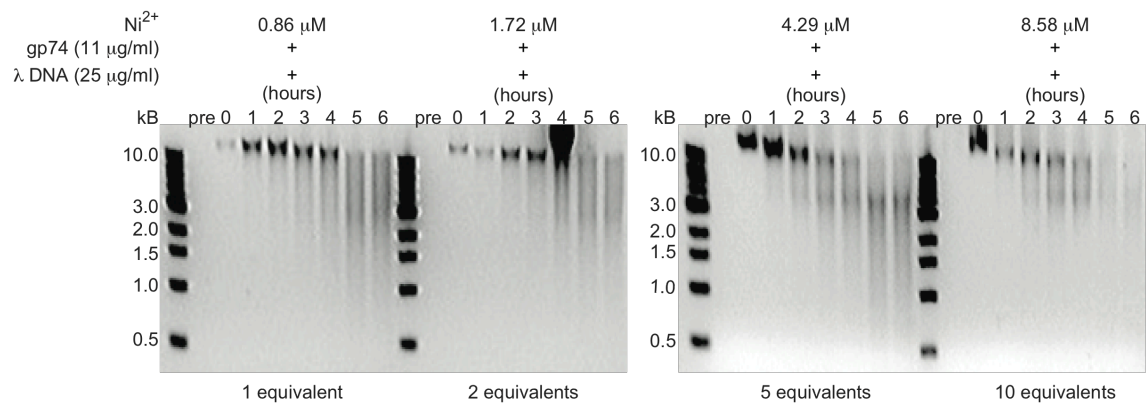 Ni2+ 0.86 μM 1.72 μM 4.29 μM 8.58 μM
gp74 (11 μg/ml) + + + +
λ DNA (25 μg/ml) + + + +
(hours) (hours) (hours) (hours)
kB pre 0 1 2 3 4 5 6 pre 0 1 2 3 4 5 6 kB pre 0 1 2 3 4 5 6 pre 0 1 2 3 4 5 6
10.0 10.0
3.0 3.0
2.0 2.0
1.5 1.5
1.0 1.0
0.5 0.5
1 equivalent 2 equivalents 5 equivalents 10 equivalents